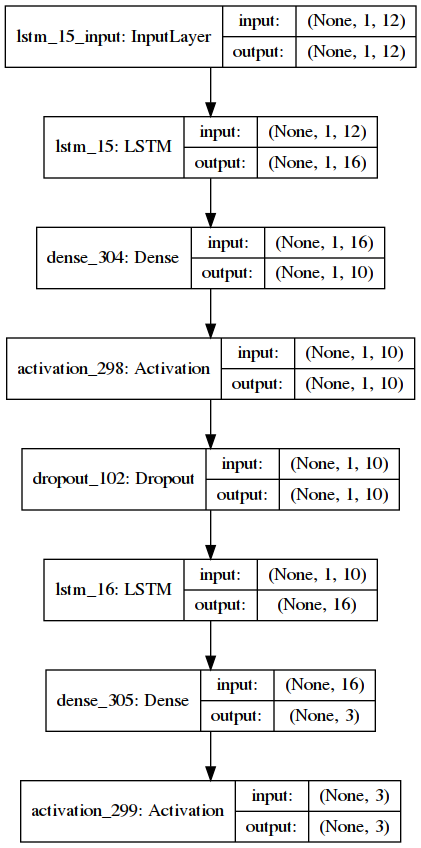 lstm_15_input: InputLayer
input: (None, 1, 12)
output: (None, 1, 12)
lstm_15: LSTM
input: (None, 1, 12)
output: (None, 1, 16)
dense_304: Dense
input: (None, 1, 16)
output: (None, 1, 10)
activation_298: Activation
input: (None, 1, 10)
output: (None, 1, 10)
dropout_102: Dropout
input: (None, 1, 10)
output: (None, 1, 10)
lstm_16: LSTM
input: (None, 1, 10)
output: (None, 16)
dense_305: Dense
input: (None, 16)
output: (None, 3)
activation_299: Activation
input: (None, 3)
output: (None, 3)